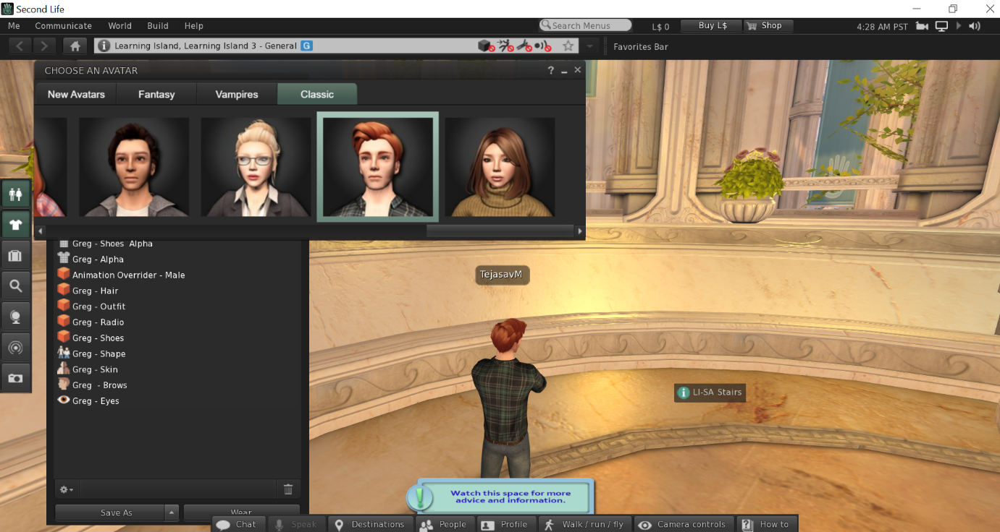 Second Life
Me Communicate World Build Help
Search Menus
L$ 0
Buy L$
Shop
4:28 AM PST
Learning Island, Learning Island 3 - General G
Favorites Bar
CHOOSE AN AVATAR
?
New Avatars Fantasy Vampires Classic
Greg - Shoes Alpha
Greg - Alpha
Animation Overrider - Male
Greg - Hair
Greg - Outfit
Greg - Radio
Greg - Shoes
Greg - Shape
Greg - Skin
Greg - Brows
Greg - Eyes
Save As
Wear
TejasavM
LI-SA Stairs
Watch this space for more
advice and information.
Chat Speak Destinations People Profile Walk / run / fly Camera controls How to